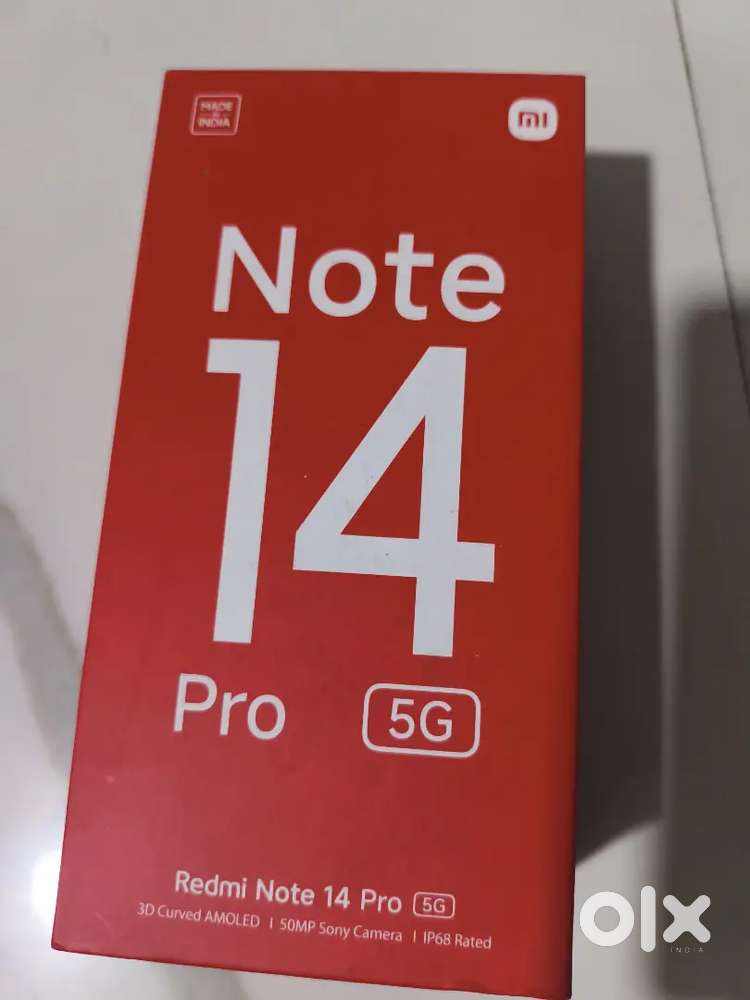 MADE
IN
INDIA
mi
Note
14
Pro 5G
Redmi Note 14 Pro 5G
3D Curved AMOLED | 50MP Sony Camera | IP68 Rated
olx
INDIA